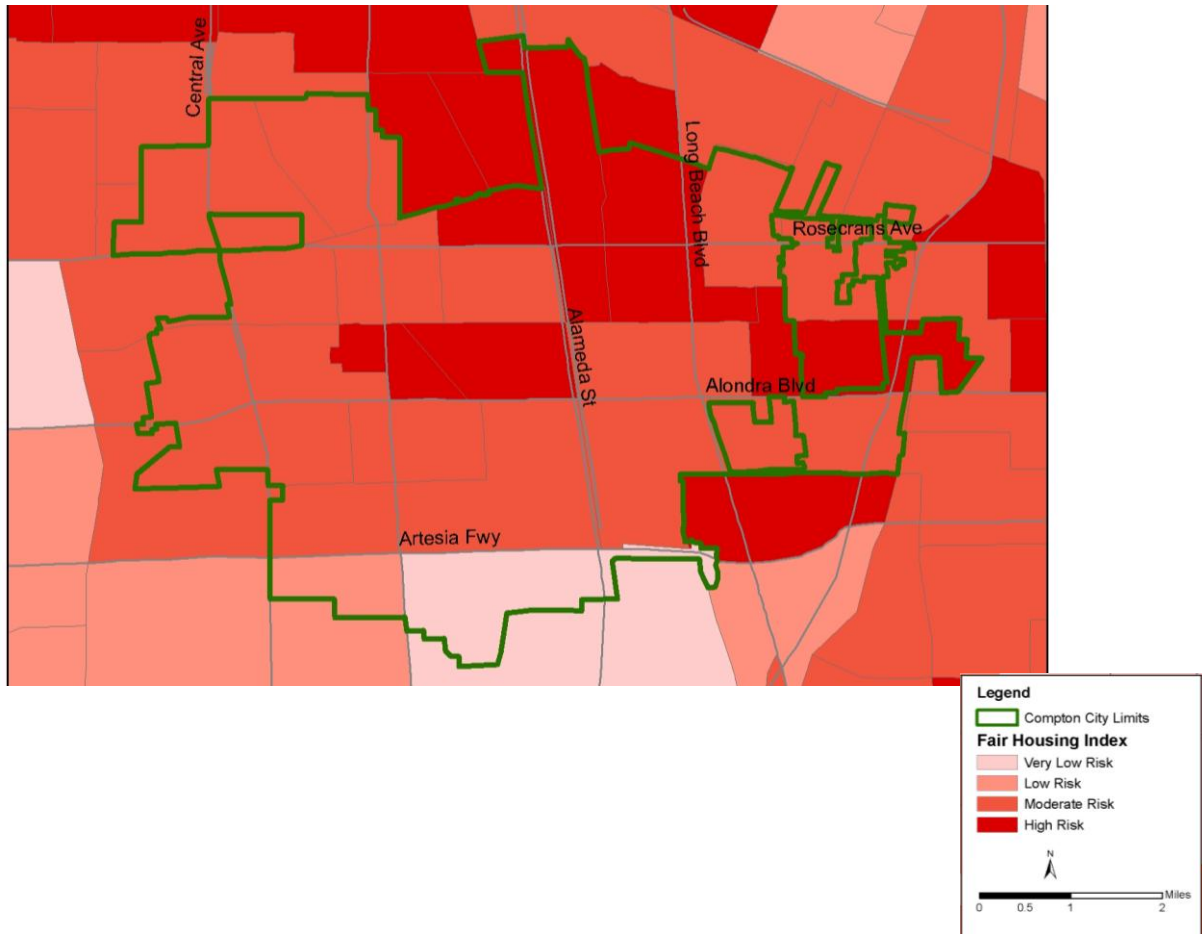 Central Ave
Long Beach Blvd
Rosecrans Ave
Alameda St
Alondra Blvd
Artesia Fwy
Legend
Compton City Limits
Fair Housing Index
Very Low Risk
Low Risk
Moderate Risk
High Risk
N
Miles
0 0.5 1 2